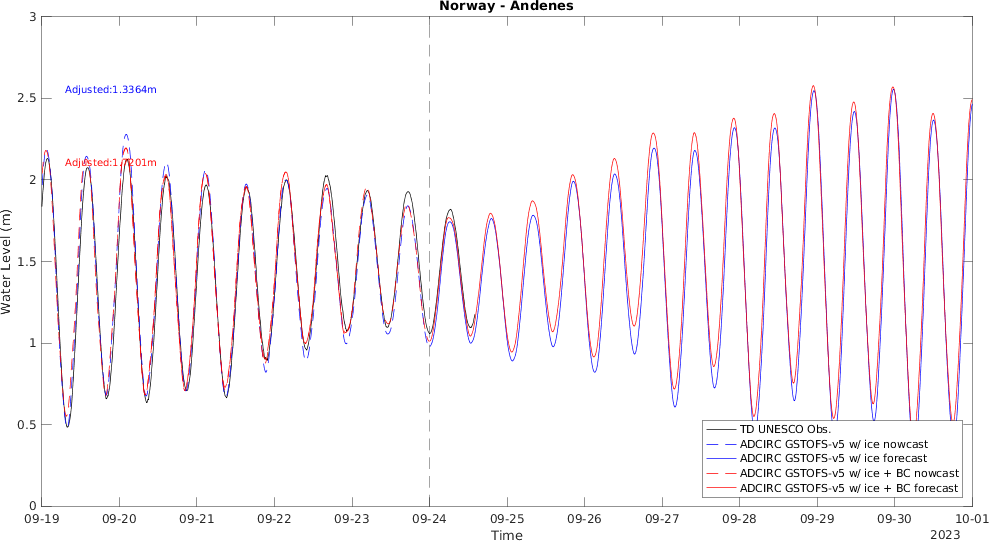 Norway - Andenes
3
2.5
2
1.5
1
0.5
0
Water Level (m)
Adjusted:1.3364m
09-19
09-20
09-21
09-22
09-23
09-24
09-25
09-26
09-27
09-28
09-29
09-30
10-01
Time
2023
TD UNESCO Obs.
ADCIRC GSTOFS-v5 w/ ice nowcast
ADCIRC GSTOFS-v5 w/ ice forecast
ADCIRC GSTOFS-v5 w/ ice + BC nowcast
ADCIRC GSTOFS-v5 w/ ice + BC forecast